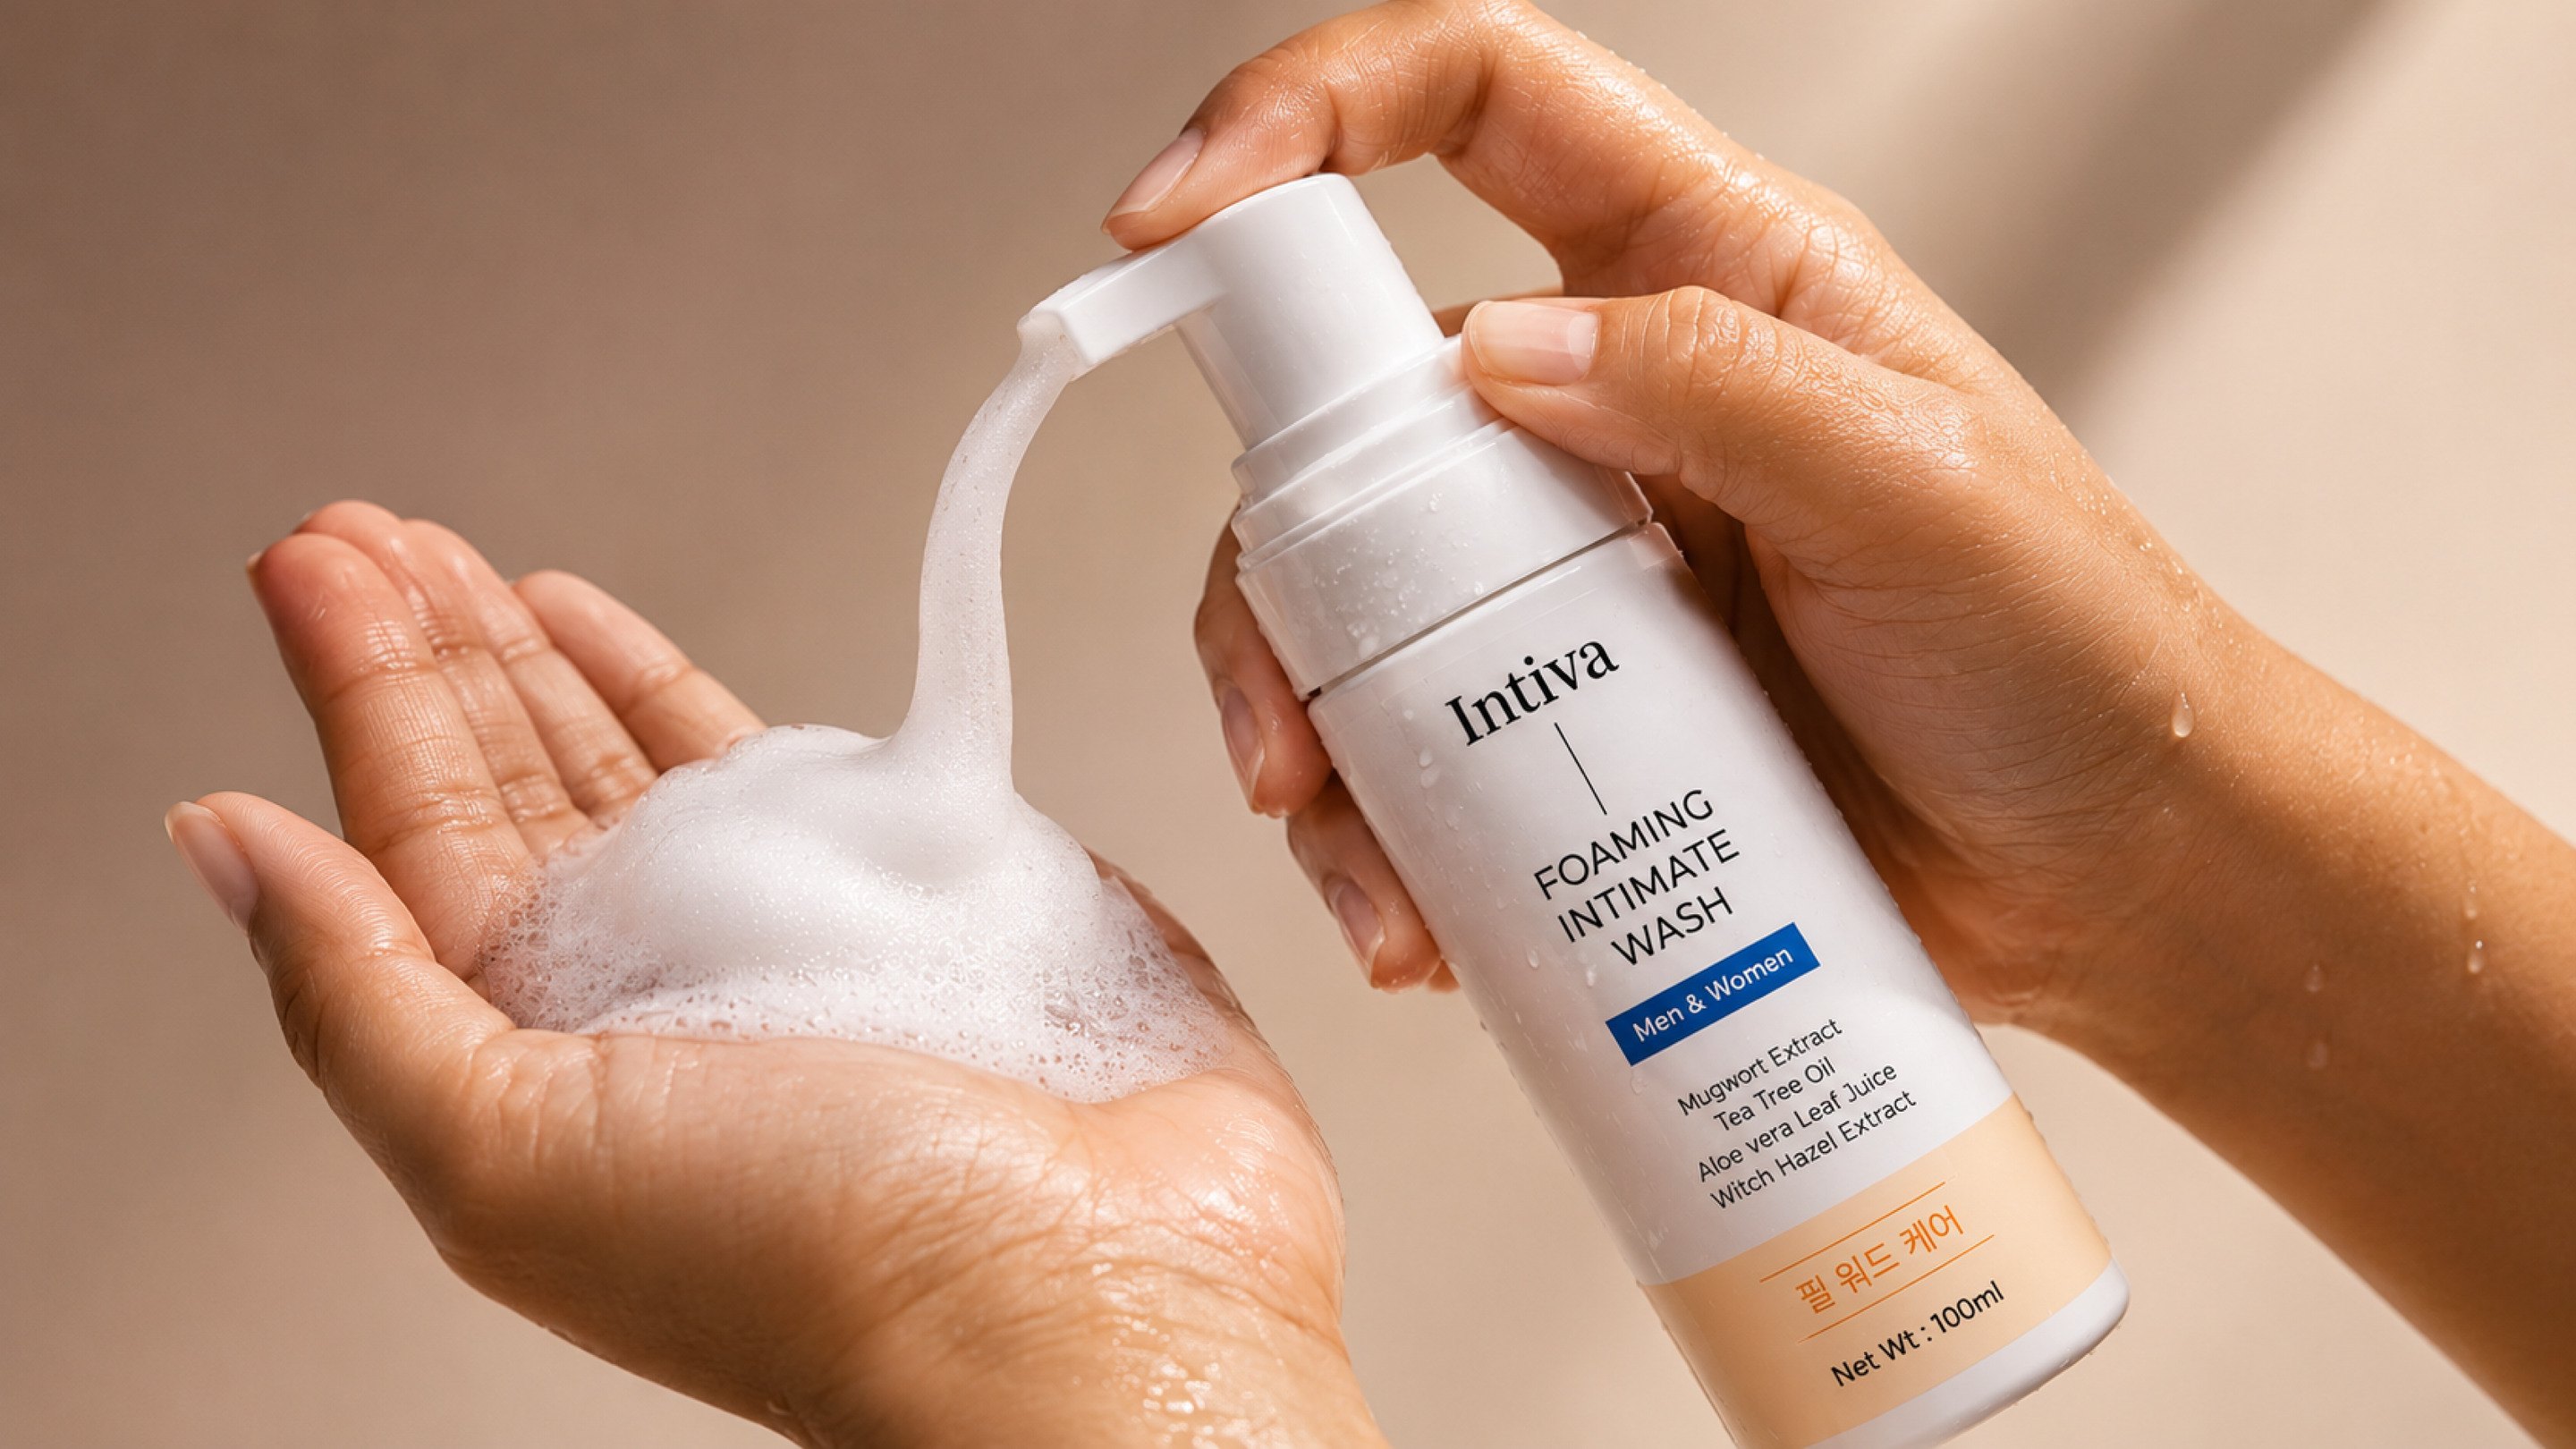 Intiva
FOAMING
INTIMATE
WASH
Men & Women
Mugwort Extract
Tea Tree Oil
Aloe vera Leaf Juice
Witch Hazel Extract
필 워드 케어
Net Wt : 100ml